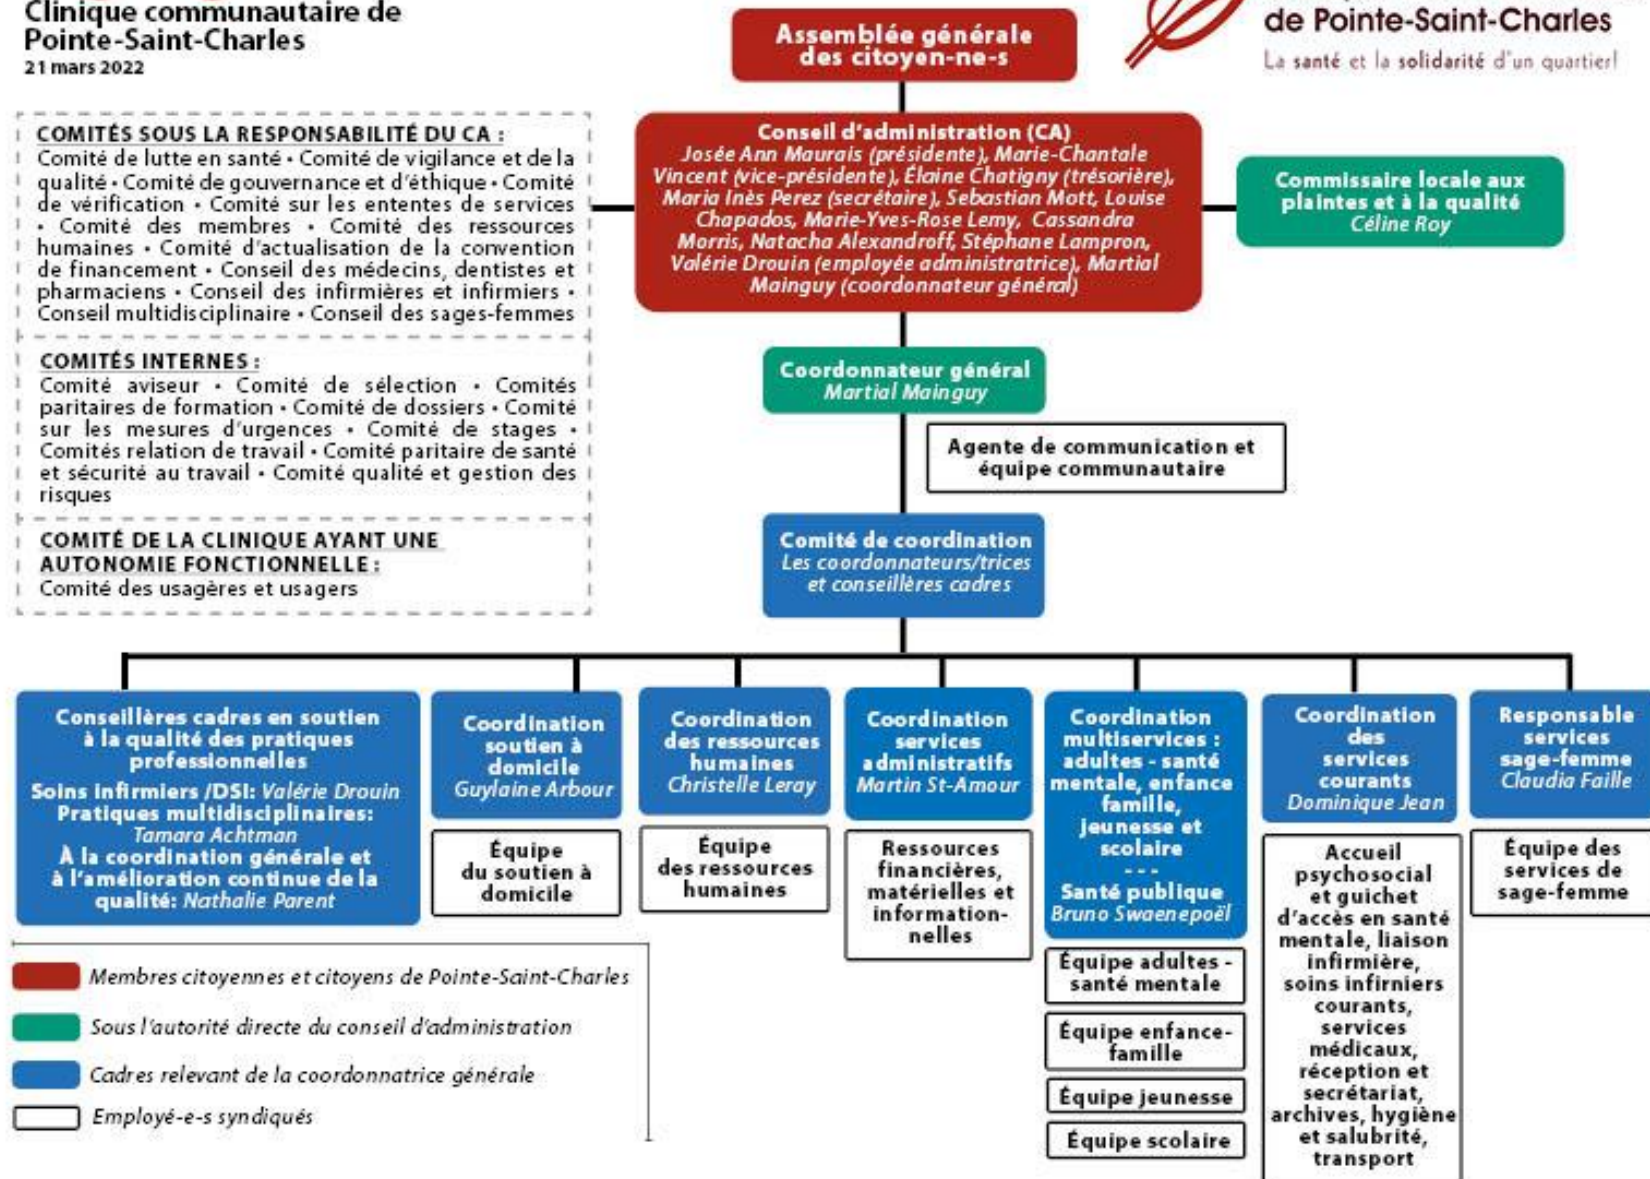 Clinique communautaire de
Pointe-Saint-Charles
21 mars 2022
de Pointe-Saint-Charles
La santé et la solidarité d'un quartier!
Assemblée générale
des citoyen-ne-s
COMITÉS SOUS LA RESPONSABILITÉ DU CA :
Comité de lutte en santé • Comité de vigilance et de la
qualité • Comité de gouvernance et d'éthique • Comité
de vérification • Comité sur les ententes de services
• Comité des membres • Comité des ressources
humaines • Comité d'actualisation de la convention
de financement • Conseil des médecins, dentistes et
pharmaciens • Conseil des infirmières et infirmiers •
Conseil multidisciplinaire • Conseil des sages-femmes
COMITÉS INTERNES :
Comité aviseur • Comité de sélection • Comités
paritaires de formation • Comité de dossiers • Comité
sur les mesures d'urgences • Comité de stages •
Comités relation de travail • Comité paritaire de santé
et sécurité au travail • Comité qualité et gestion des
risques
COMITÉ DE LA CLINIQUE AYANT UNE
AUTONOMIE FONCTIONNELLE :
Comité des usagères et usagers
Conseil d'administration (CA)
Josée Ann Maurais (présidente), Marie-Chantale
Vincent (vice-présidente), Élaine Chatigny (trésorière),
Maria Inès Perez (secrétaire), Sebastian Mott, Louise
Chapados, Marie-Yves-Rose Lemy, Cassandra
Morris, Natacha Alexandroff, Stéphane Lampron,
Valérie Drouin (employée administratrice), Martial
Mainguy (coordonnateur général)
Commissaire locale aux
plaintes et à la qualité
Céline Roy
Coordonnateur général
Martial Mainguy
Agente de communication et
équipe communautaire
Comité de coordination
Les coordonnateurs/trices
et conseillères cadres
Conseillères cadres en soutien
à la qualité des pratiques
professionnelles
Soins infirmiers /DSI: Valérie Drouin
Pratiques multidisciplinaires:
Tamara Achtman
À la coordination générale et
à l'amélioration continue de la
qualité: Nathalie Parent
Coordination
soutien à
domicile
Guylaine Arbour
Équipe
du soutien à
domicile
Coordination
des ressources
humaines
Christelle Leray
Équipe
des ressources
humaines
Coordination
services
administratifs
Martin St-Amour
Ressources
financières,
matérielles et
information-
nelles
Coordination
multiservices :
adultes - santé
mentale, enfance
famille,
jeunesse et
scolaire
---
Santé publique
Bruno Swaenepoël
Équipe adultes -
santé mentale
Équipe enfance-
famille
Équipe jeunesse
Équipe scolaire
Coordination
des
services
courants
Dominique Jean
Accueil
psychosocial
et guichet
d'accès en santé
mentale, liaison
infirmière,
soins infirniers
courants,
services
médicaux,
réception et
secrétariat,
archives, hygiène
et salubrité,
transport
Responsable
services
sage-femme
Claudia Faille
Équipe des
services de
sage-femme
Membres citoyennes et citoyens de Pointe-Saint-Charles
Sous l'autorité directe du conseil d'administration
Cadres relevant de la coordonnatrice générale
Employé-e-s syndiqués